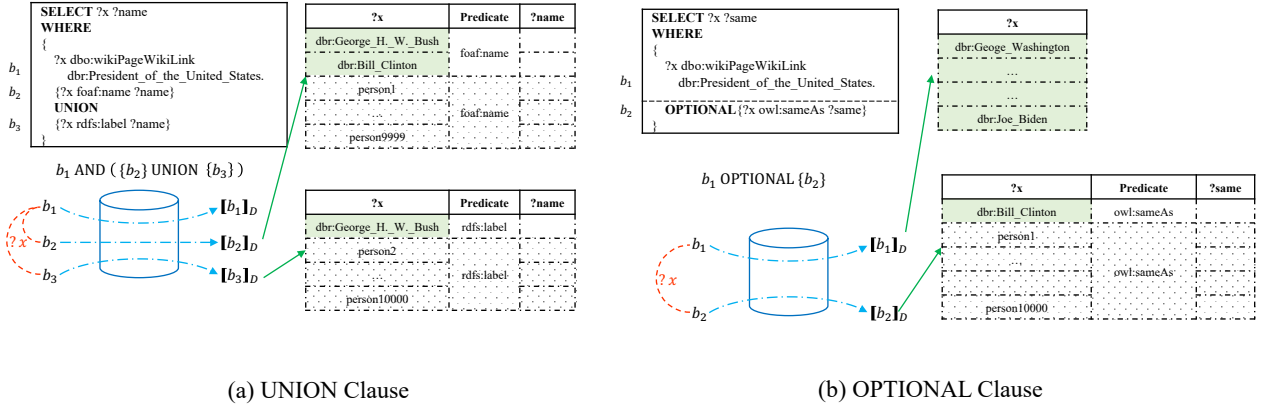 SELECT ?x ?name
WHERE
{
?x dbo:wikiPageWikiLink
b₁ dbr:President_of_the_United_States.
b₂ {?x foaf:name ?name}
UNION
b₃ {?x rdfs:label ?name}
}
b₁ AND ( {b₂} UNION {b₃} )
b₁ ⟦b₁⟧D
? x b₂ ⟦b₂⟧D
b₃ ⟦b₃⟧D
?x Predicate ?name
dbr:George_H._W._Bush
foaf:name
dbr:Bill_Clinton
person1
... foaf:name
person9999
?x Predicate ?name
dbr:George_H._W._Bush rdfs:label
person2
... rdfs:label
person10000
(a) UNION Clause
SELECT ?x ?same
WHERE
{
?x dbo:wikiPageWikiLink
b₁ dbr:President_of_the_United_States.
b₂ OPTIONAL{?x owl:sameAs ?same}
}
b₁ OPTIONAL {b₂}
b₁ ⟦b₁⟧D
? x
b₂ ⟦b₂⟧D
?x
dbr:Geoge_Washington
...
...
dbr:Joe_Biden
?x Predicate ?same
dbr:Bill_Clinton owl:sameAs
person1
... owl:sameAs
person10000
(b) OPTIONAL Clause